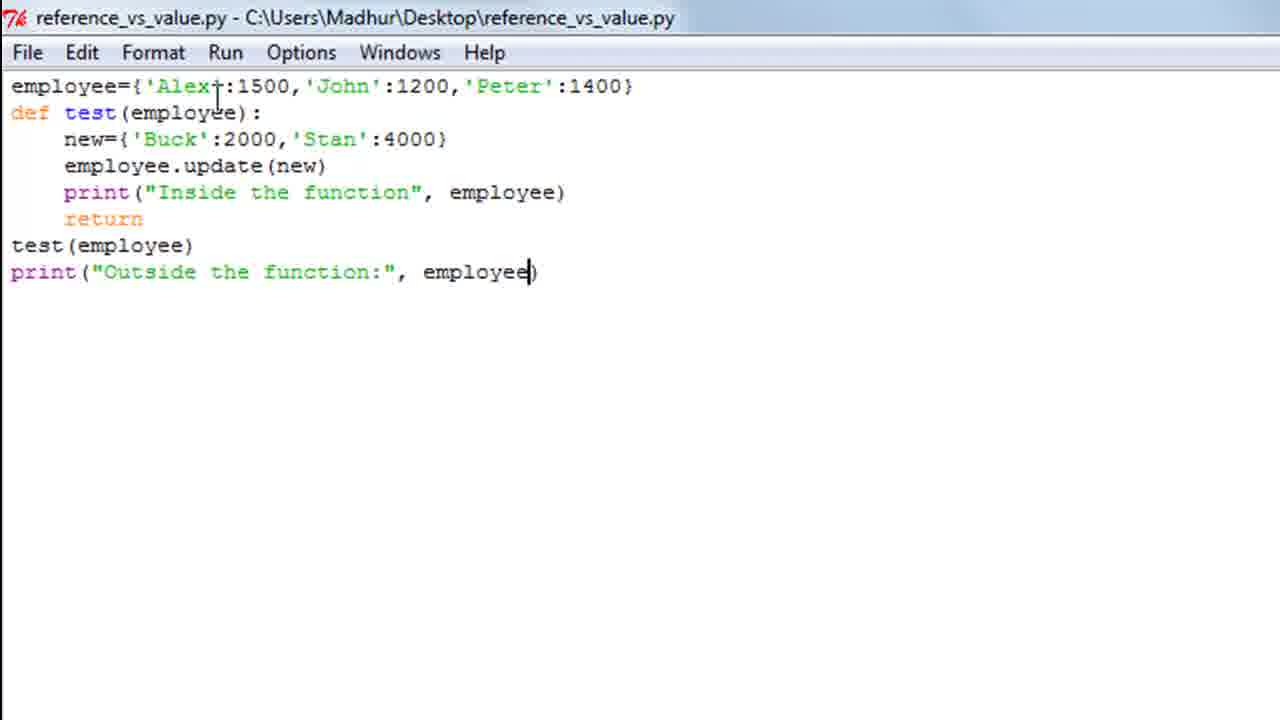 reference_vs_value.py - C:\Users\Madhur\Desktop\reference_vs_value.py
File Edit Format Run Options Windows Help
employee={'Alex':1500,'John':1200,'Peter':1400}
def test(employee):
    new={'Buck':2000,'Stan':4000}
    employee.update(new)
    print("Inside the function", employee)
    return
test(employee)
print("Outside the function:", employee)